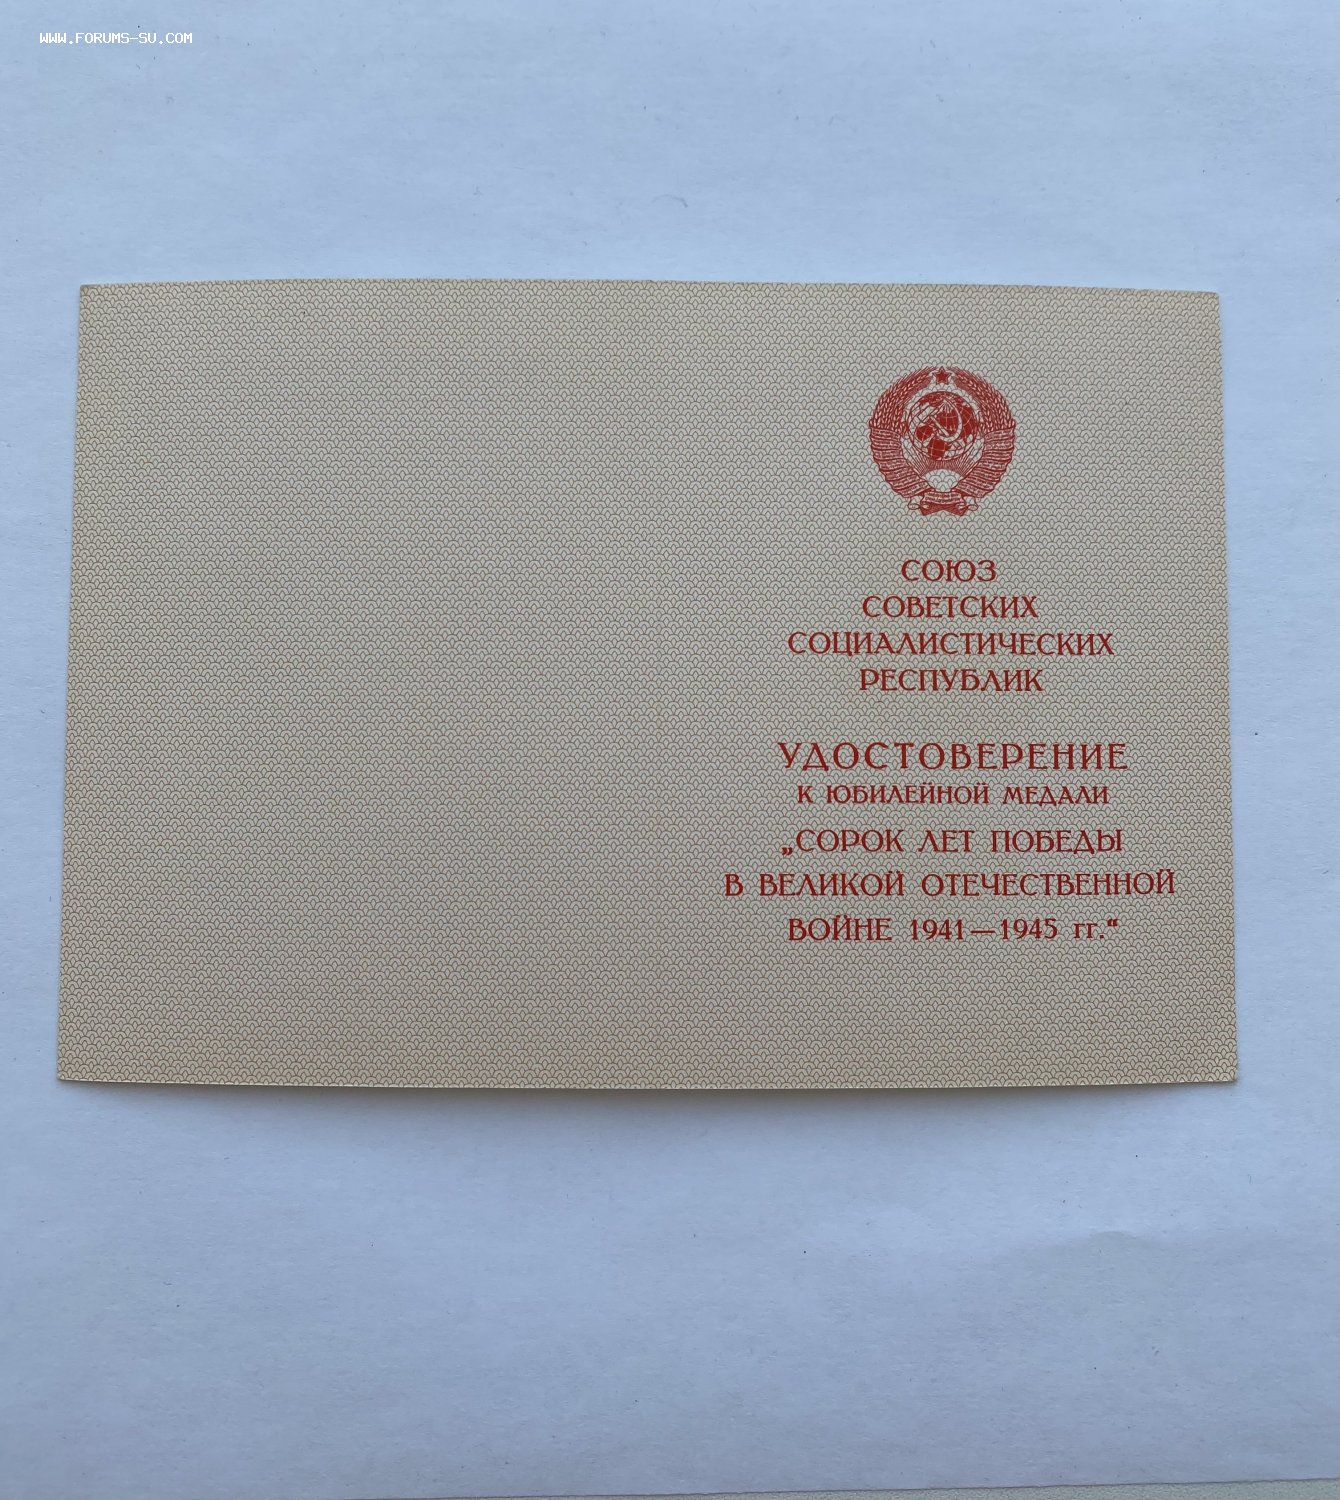 WWW.FORUMS-SU.COM
СОЮЗ
СОВЕТСКИХ
СОЦИАЛИСТИЧЕСКИХ
РЕСПУБЛИК
УДОСТОВЕРЕНИЕ
К ЮБИЛЕЙНОЙ МЕДАЛИ
„СОРОК ЛЕТ ПОБЕДЫ
В ВЕЛИКОЙ ОТЕЧЕСТВЕННОЙ
ВОЙНЕ 1941—1945 гг.“